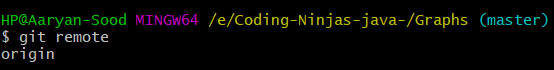 HP@Aaryan-Sood MINGW64 /e/Coding-Ninjas-java-/Graphs (master)
$ git remote
origin